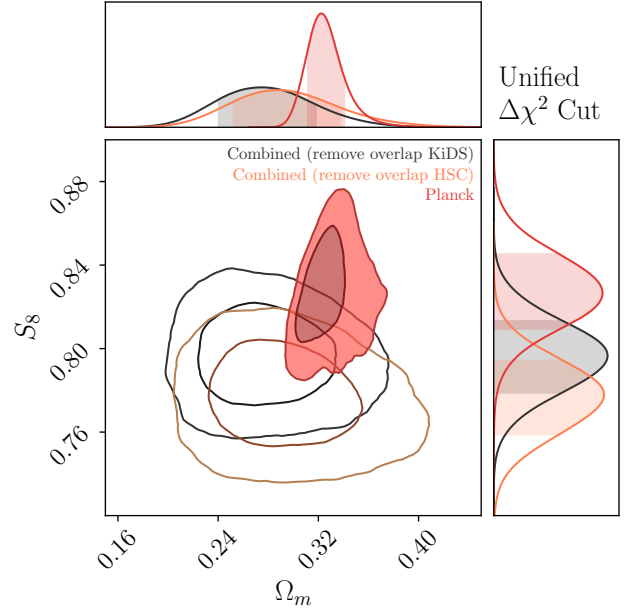 Unified
Δχ² Cut
Combined (remove overlap KiDS)
Combined (remove overlap HSC)
Planck
0.88
0.84
0.80
0.76
S₈
0.16
0.24
0.32
0.40
Ωₘ